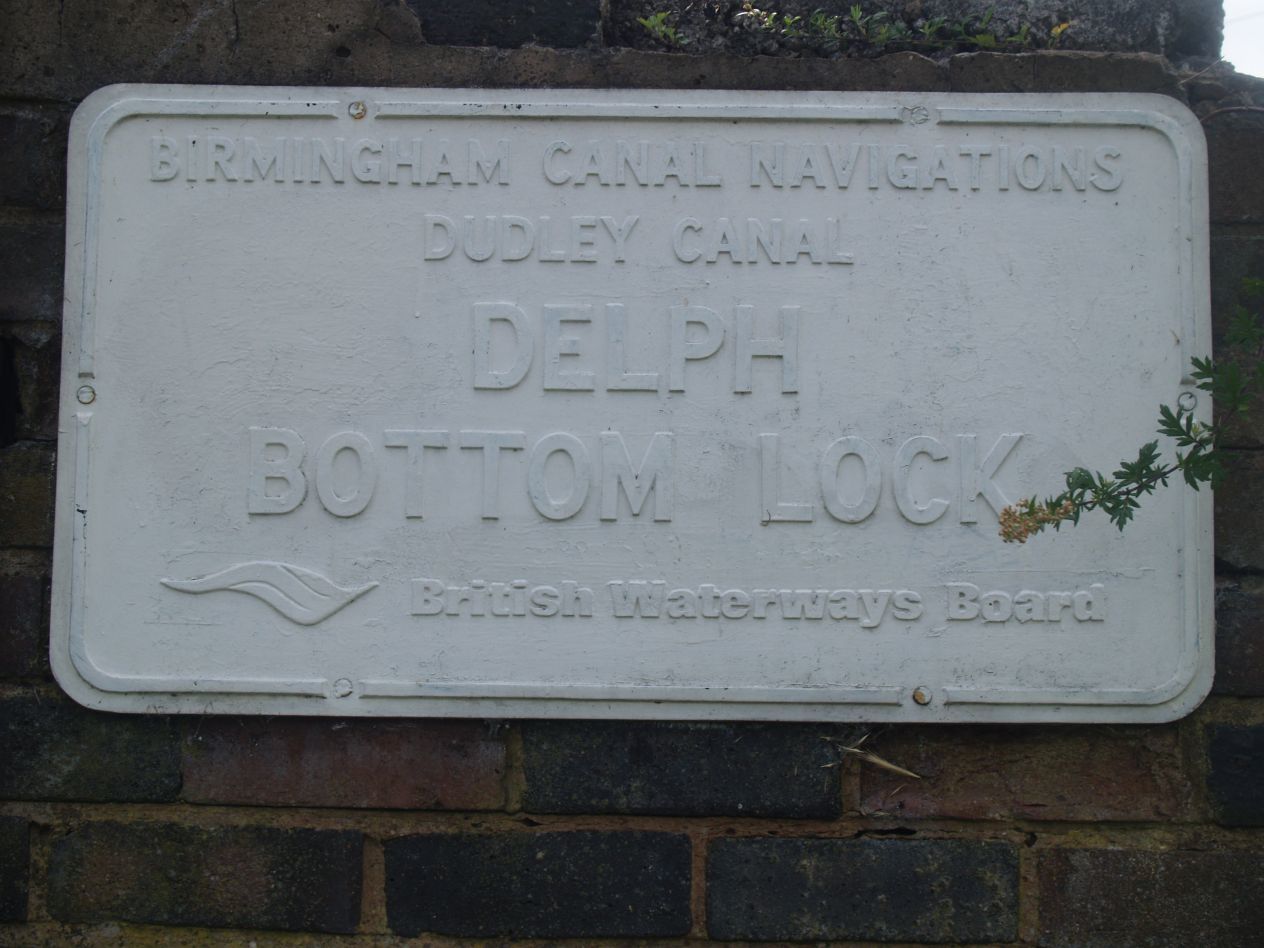 BIRMINGHAM CANAL NAVIGATIONS
DUDLEY CANAL
DELPH
BOTTOM LOCK
British Waterways Board